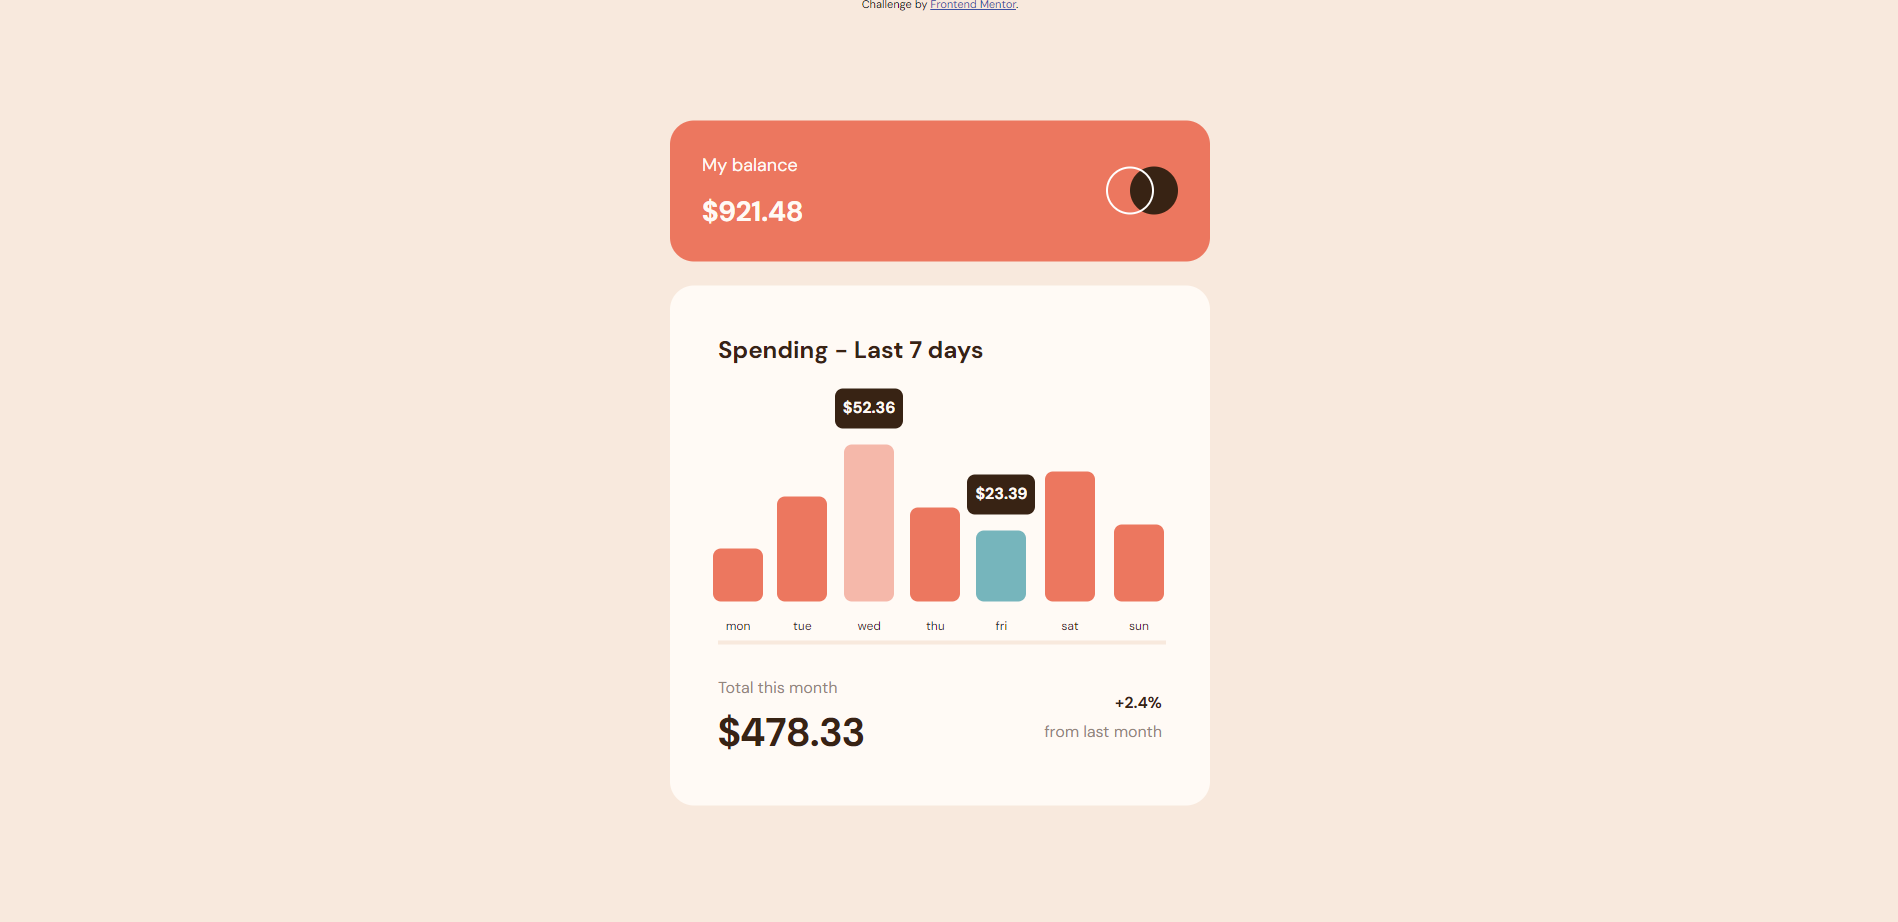 Challenge by Frontend Mentor.
My balance
$921.48
Spending - Last 7 days
$52.36
$23.39
mon tue wed thu fri sat sun
Total this month
$478.33
+2.4%
from last month